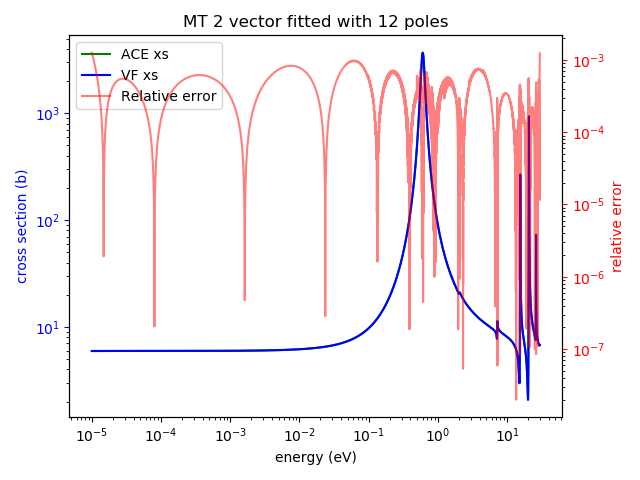 MT 2 vector fitted with 12 poles
ACE xs
VF xs
Relative error
cross section (b)
10³
10²
10¹
10⁻³
10⁻⁴
10⁻⁵
10⁻⁶
10⁻⁷
relative error
10⁻⁵ 10⁻⁴ 10⁻³ 10⁻² 10⁻¹ 10⁰ 10¹
energy (eV)